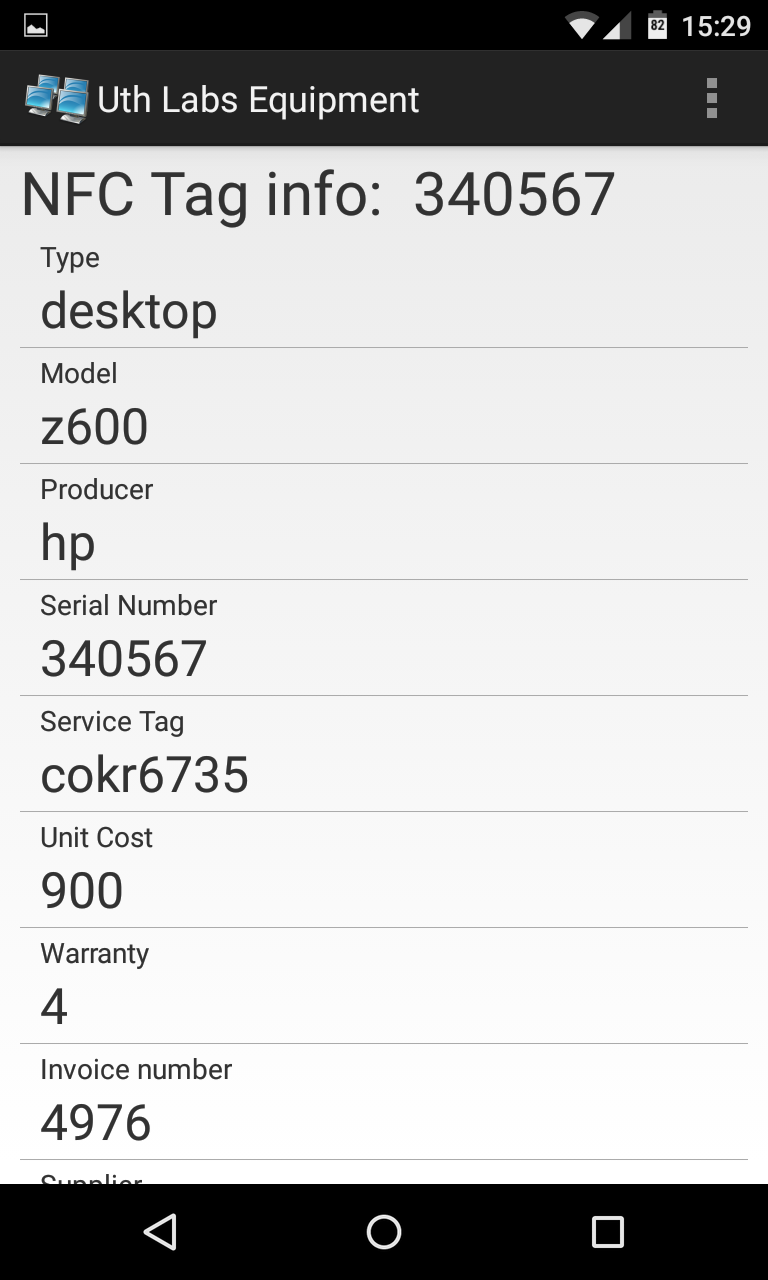 82 15:29
Uth Labs Equipment
NFC Tag info: 340567
Type
desktop
Model
z600
Producer
hp
Serial Number
340567
Service Tag
cokr6735
Unit Cost
900
Warranty
4
Invoice number
4976
Supplier